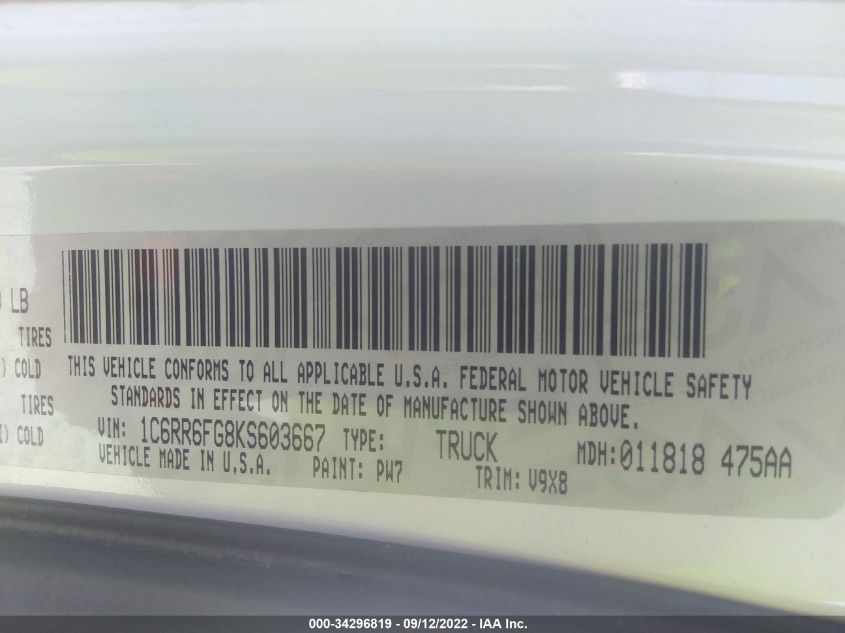 LB
TIRES
) COLD
TIRES
I) COLD
THIS VEHICLE CONFORMS TO ALL APPLICABLE U.S.A. FEDERAL MOTOR VEHICLE SAFETY
STANDARDS IN EFFECT ON THE DATE OF MANUFACTURE SHOWN ABOVE.
VIN: 1C6RR6FG8KS603667 TYPE: TRUCK MDH:011818 475AA
VEHICLE MADE IN U.S.A. PAINT: PW7 TRIM: V9X8
000-34296819 - 09/12/2022 - IAA Inc.